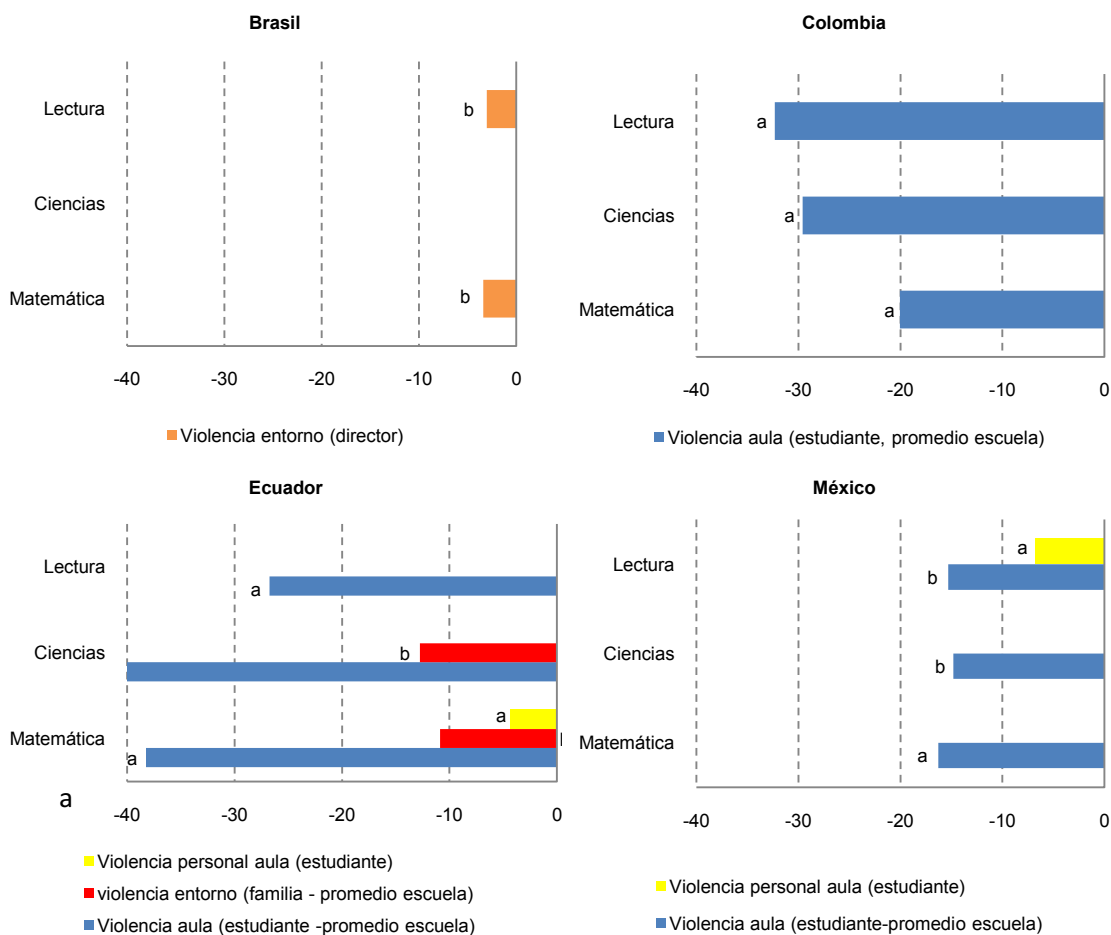 Brasil
Lectura
b
Ciencias
Matemática
b
-40 -30 -20 -10 0
Violencia entorno (director)
Colombia
Lectura
a
Ciencias
a
Matemática
a
-40 -30 -20 -10 0
Violencia aula (estudiante, promedio escuela)
Ecuador
Lectura
a
Ciencias
b
Matemática
a
a
a
-40 -30 -20 -10 0
Violencia personal aula (estudiante)
violencia entorno (familia - promedio escuela)
Violencia aula (estudiante -promedio escuela)
México
Lectura
a
b
Ciencias
b
Matemática
a
-40 -30 -20 -10 0
Violencia personal aula (estudiante)
Violencia aula (estudiante-promedio escuela)